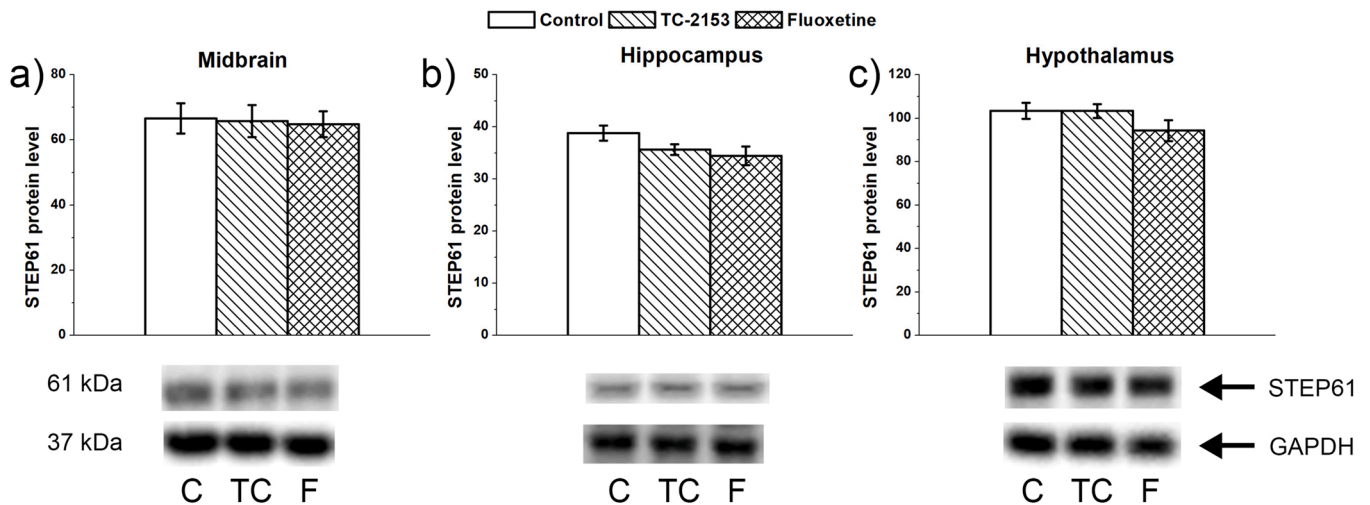 Control TC-2153 Fluoxetine
a) Midbrain
STEP61 protein level
80
60
40
20
0
b) Hippocampus
STEP61 protein level
50
40
30
20
10
0
c) Hypothalamus
STEP61 protein level
120
100
80
60
40
20
0
61 kDa
STEP61
37 kDa
GAPDH
C TC F
C TC F
C TC F